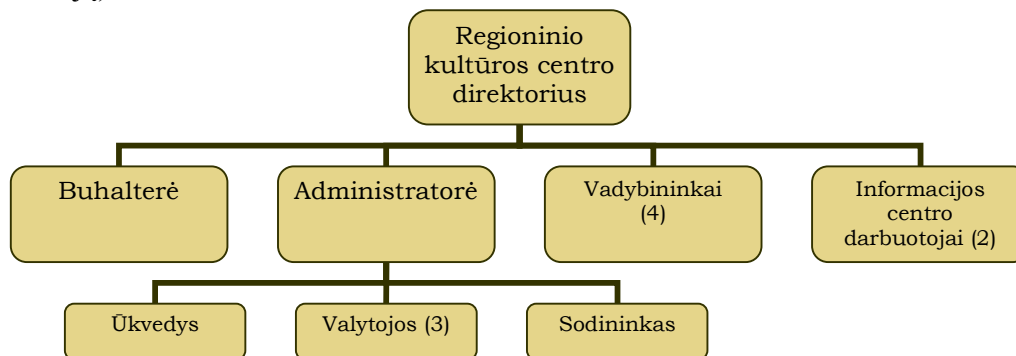 Regioninio
kultūros centro
direktorius
Buhalterė
Administratorė
Vadybininkai
(4)
Informacijos
centro
darbuotojai (2)
Ūkvedys
Valytojos (3)
Sodininkas